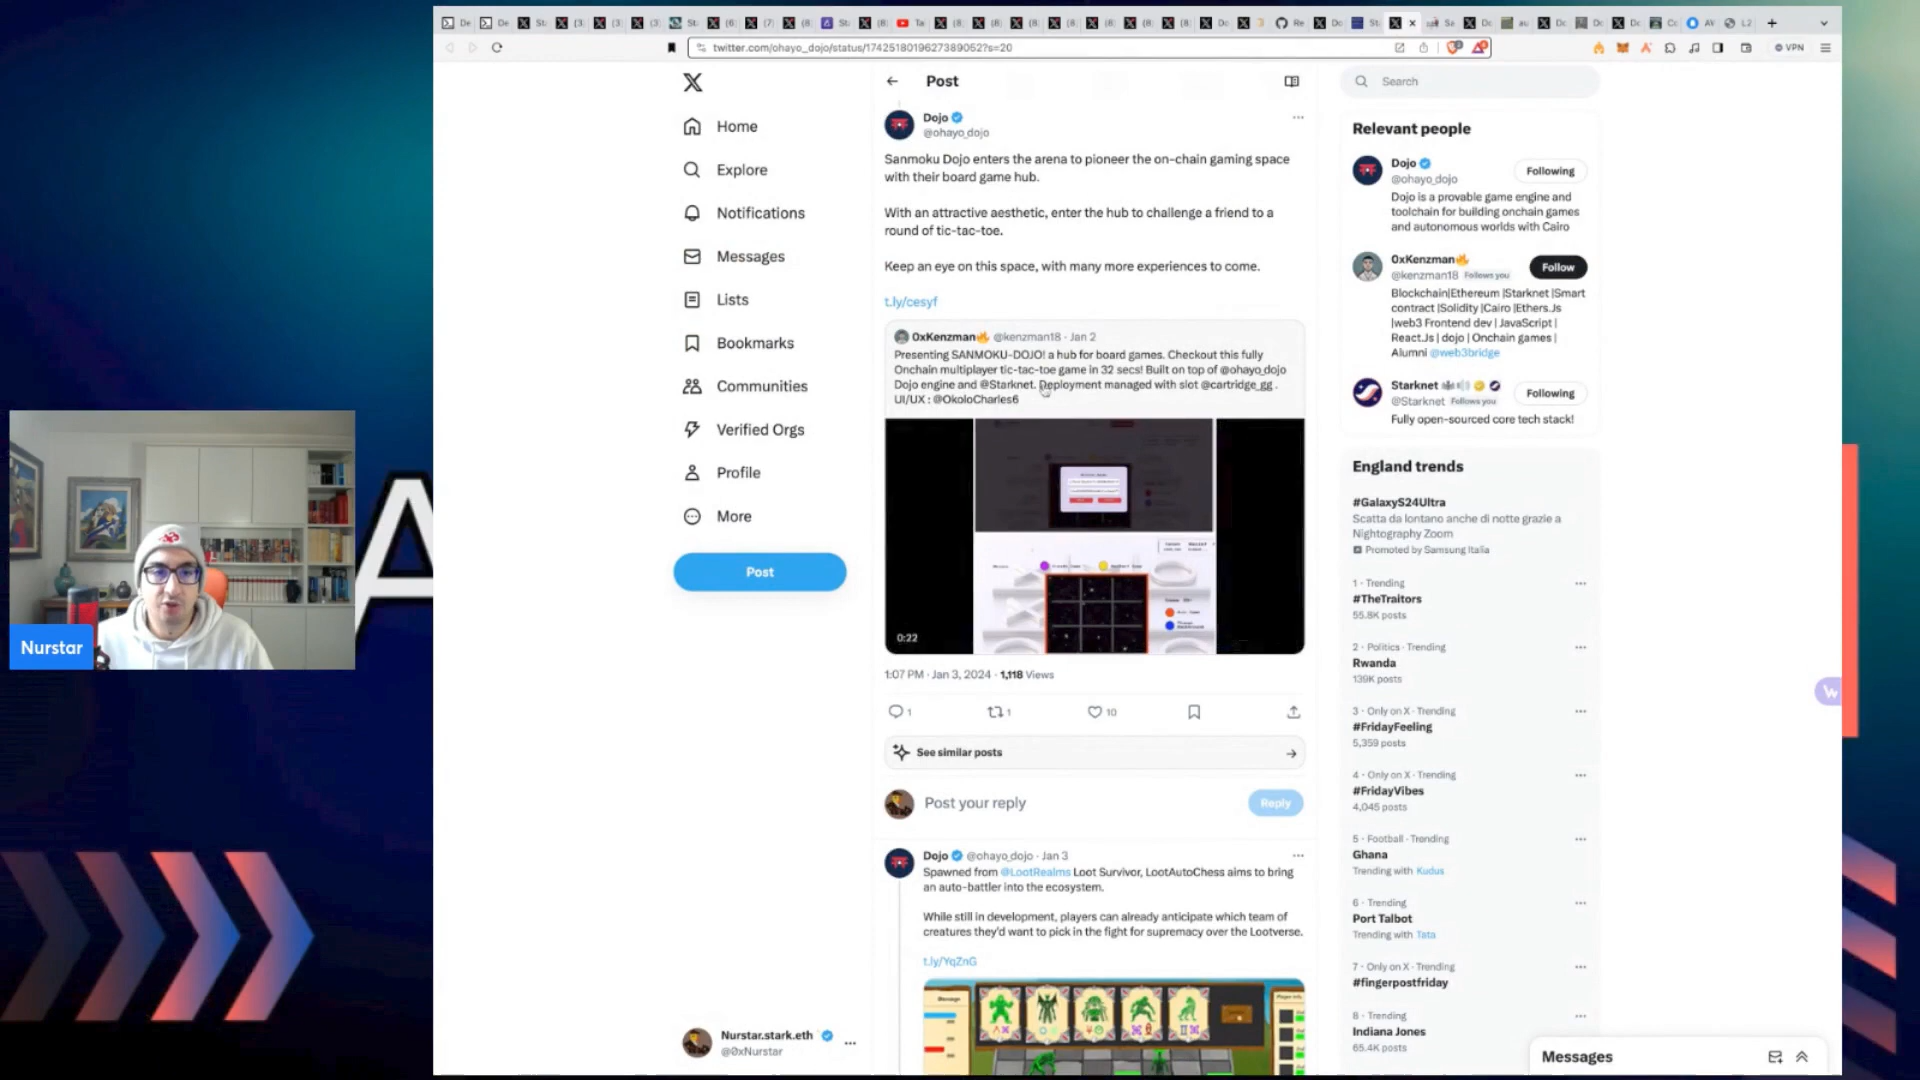 twitter.com/ohayo_dojo/status/1742518019627389052?s=20
VPN
Home
Explore
Notifications
Messages
Lists
Bookmarks
Communities
Verified Orgs
Profile
More
Post
Nurstar.stark.eth
@0xNurstar
Post
Dojo
@ohayo_dojo
Sanmoku Dojo enters the arena to pioneer the on-chain gaming space
with their board game hub.
With an attractive aesthetic, enter the hub to challenge a friend to a
round of tic-tac-toe.
Keep an eye on this space, with many more experiences to come.
t.ly/cesyf
0xKenzman @kenzman18 · Jan 2
Presenting SANMOKU-DOJO! a hub for board games. Checkout this fully
Onchain multiplayer tic-tac-toe game in 32 secs! Built on top of @ohayo_dojo
Dojo engine and @Starknet. Deployment managed with slot @cartridge_gg .
UI/UX : @OkoloCharles6
0:22
1:07 PM · Jan 3, 2024 · 1,118 Views
1
1
10
See similar posts
Post your reply
Reply
Dojo @ohayo_dojo · Jan 3
Spawned from @LootRealms Loot Survivor, LootAutoChess aims to bring
an auto-battler into the ecosystem.
While still in development, players can already anticipate which team of
creatures they'd want to pick in the fight for supremacy over the Lootverse.
t.ly/YqZnG
Search
Relevant people
Dojo
@ohayo_dojo
Following
Dojo is a provable game engine and
toolchain for building onchain games
and autonomous worlds with Cairo
0xKenzman
@kenzman18 Follows you
Follow
Blockchain|Ethereum |Starknet |Smart
contract |Solidity |Cairo |Ethers.Js
|web3 Frontend dev | JavaScript |
React.Js | dojo | Onchain games |
Alumni @web3bridge
Starknet
@Starknet Follows you
Following
Fully open-sourced core tech stack!
England trends
#GalaxyS24Ultra
Scatta da lontano anche di notte grazie a
Nightography Zoom
Promoted by Samsung Italia
1 · Trending
#TheTraitors
55.8K posts
2 · Politics · Trending
Rwanda
139K posts
3 · Only on X · Trending
#FridayFeeling
5,359 posts
4 · Only on X · Trending
#FridayVibes
4,045 posts
5 · Football · Trending
Ghana
Trending with Kudus
6 · Trending
Port Talbot
Trending with Tata
7 · Only on X · Trending
#fingerpostfriday
8 · Trending
Indiana Jones
65.4K posts
Messages
Nurstar
A